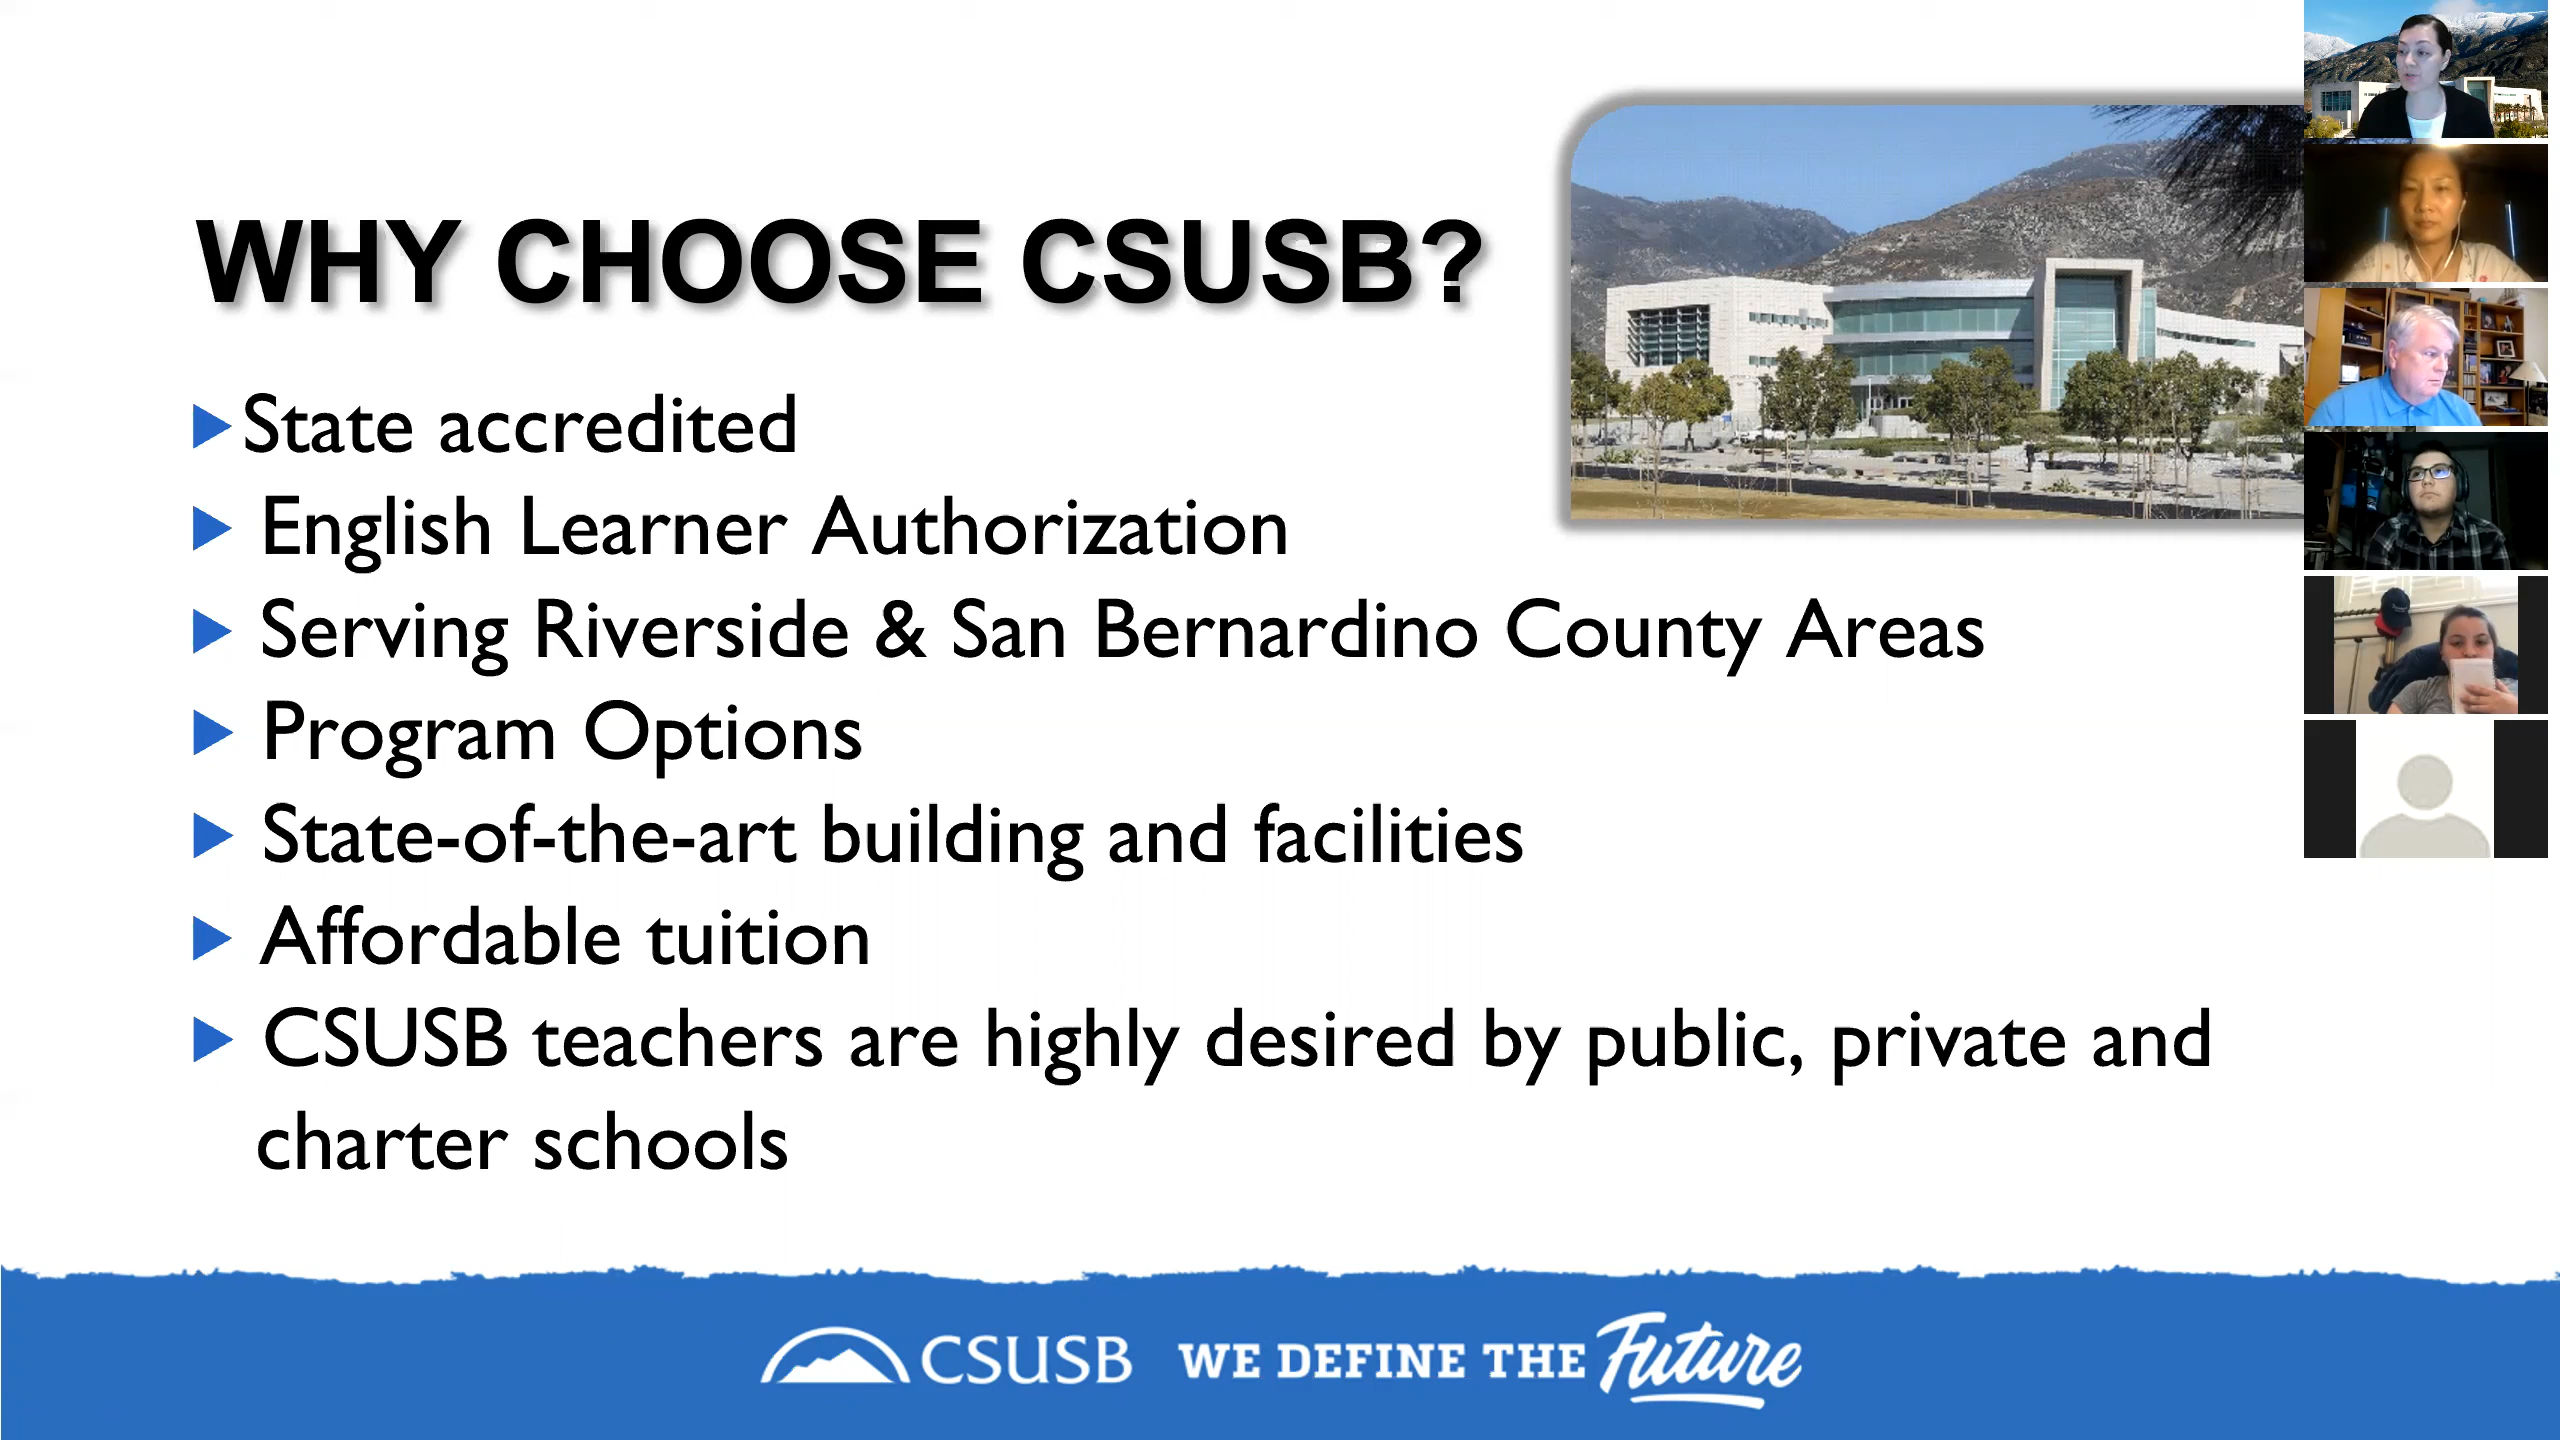 WHY CHOOSE CSUSB?
State accredited
English Learner Authorization
Serving Riverside & San Bernardino County Areas
Program Options
State-of-the-art building and facilities
Affordable tuition
CSUSB teachers are highly desired by public, private and
charter schools
CSUSB WE DEFINE THE Future